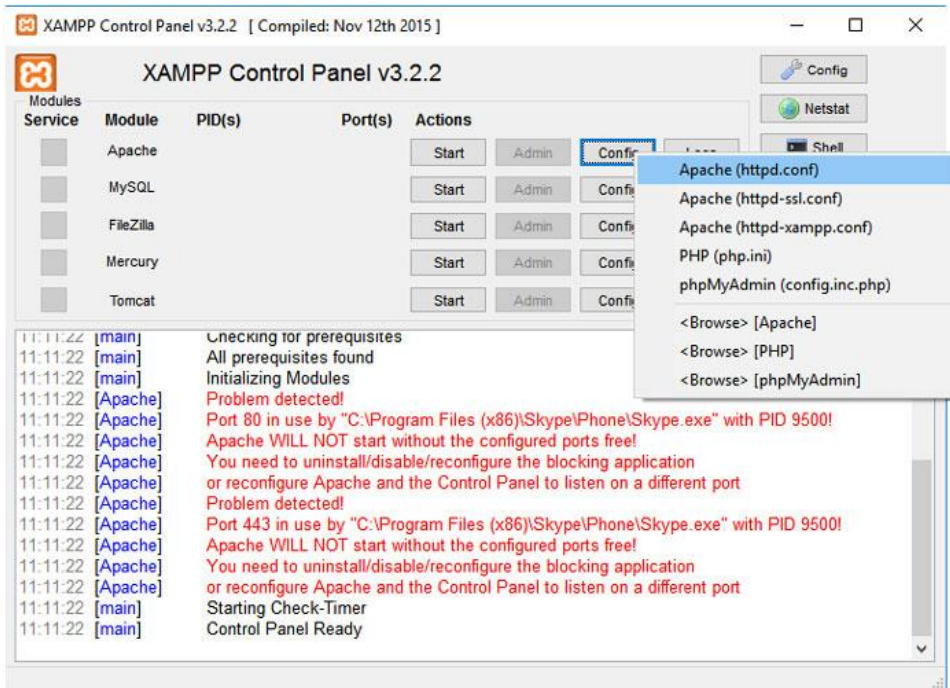 XAMPP Control Panel v3.2.2 [ Compiled: Nov 12th 2015 ]
XAMPP Control Panel v3.2.2
Config
Modules
Service Module PID(s) Port(s) Actions
Netstat
Apache Start Admin Config Logs Shell
MySQL Start Admin
FileZilla Start Admin
Mercury Start Admin
Tomcat Start Admin
Apache (httpd.conf)
Apache (httpd-ssl.conf)
Apache (httpd-xampp.conf)
PHP (php.ini)
phpMyAdmin (config.inc.php)
<Browse> [Apache]
<Browse> [PHP]
<Browse> [phpMyAdmin]
11:11:22 [main] Checking for prerequisites
11:11:22 [main] All prerequisites found
11:11:22 [main] Initializing Modules
11:11:22 [Apache] Problem detected!
11:11:22 [Apache] Port 80 in use by "C:\Program Files (x86)\Skype\Phone\Skype.exe" with PID 9500!
11:11:22 [Apache] Apache WILL NOT start without the configured ports free!
11:11:22 [Apache] You need to uninstall/disable/reconfigure the blocking application
11:11:22 [Apache] or reconfigure Apache and the Control Panel to listen on a different port
11:11:22 [Apache] Problem detected!
11:11:22 [Apache] Port 443 in use by "C:\Program Files (x86)\Skype\Phone\Skype.exe" with PID 9500!
11:11:22 [Apache] Apache WILL NOT start without the configured ports free!
11:11:22 [Apache] You need to uninstall/disable/reconfigure the blocking application
11:11:22 [Apache] or reconfigure Apache and the Control Panel to listen on a different port
11:11:22 [main] Starting Check-Timer
11:11:22 [main] Control Panel Ready